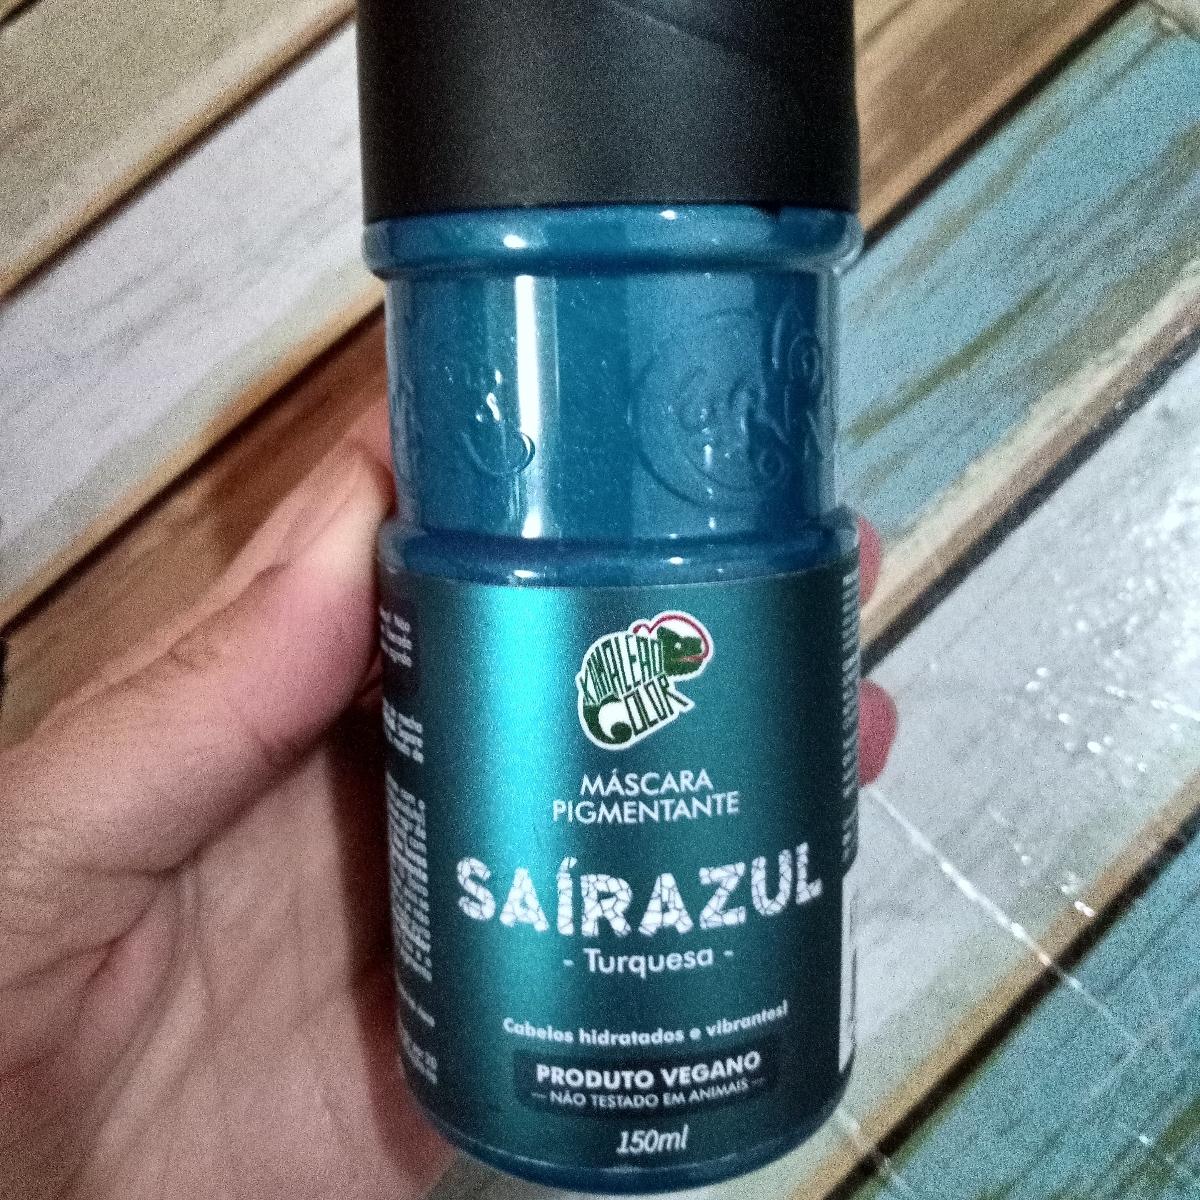 KAMALEÃO
COLOR
MÁSCARA
PIGMENTANTE
SAÍRAZUL
- Turquesa -
Cabelos hidratados e vibrantes!
PRODUTO VEGANO
— NÃO TESTADO EM ANIMAIS —
150ml